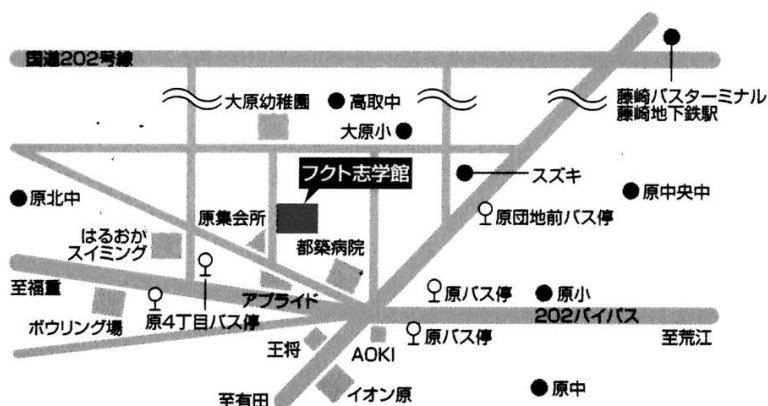 国道202号線
藤崎バスターミナル
藤崎地下鉄駅
大原幼稚園
高取中
大原小
フクト志学館
スズキ
原中央中
原北中
原集会所
原団地前バス停
はるおか
スイミング
都築病院
至福重
アプライド
原バス停
原小
ボウリング場
原4丁目バス停
202バイパス
王将
AOKI
原バス停
至荒江
至有田
イオン原
原中